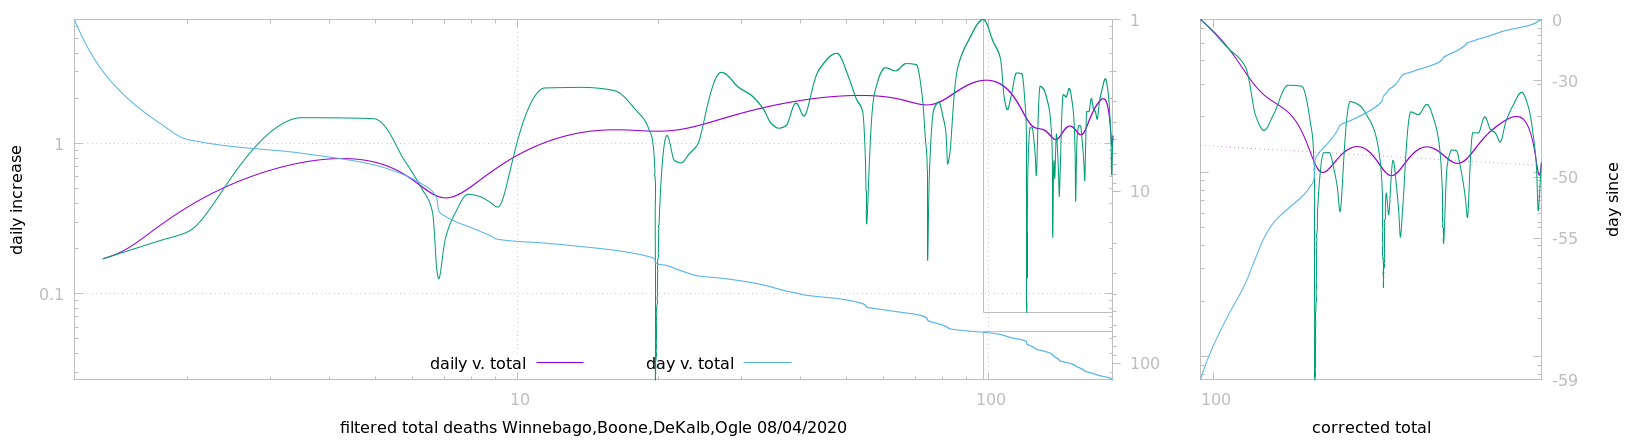 1
0
-30
daily increase
1
10
-50
-55
day since
0.1
daily v. total
day v. total
100
-59
10
100
100
filtered total deaths Winnebago,Boone,DeKalb,Ogle 08/04/2020
corrected total